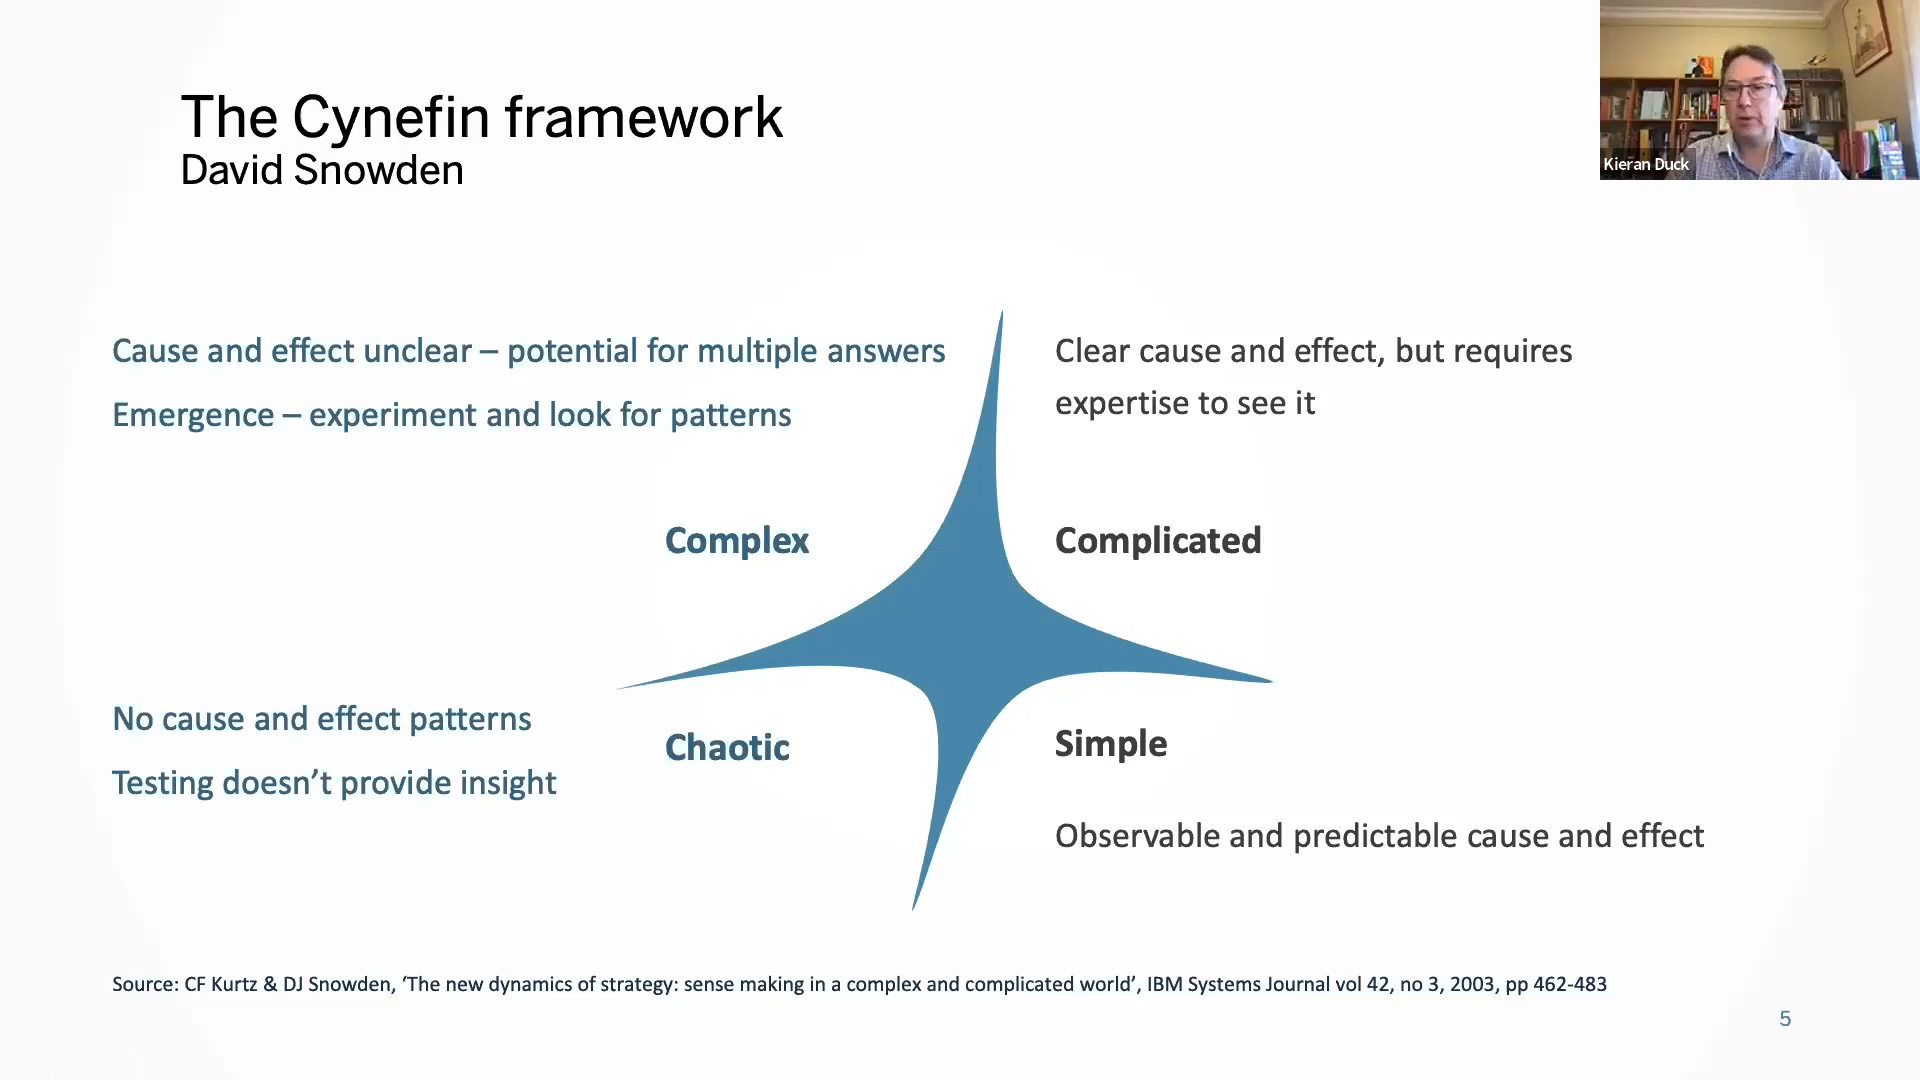 The Cynefin framework
David Snowden
Kieran Duck
Cause and effect unclear – potential for multiple answers
Emergence – experiment and look for patterns
Clear cause and effect, but requires
expertise to see it
Complex
Complicated
No cause and effect patterns
Testing doesn’t provide insight
Chaotic
Simple
Observable and predictable cause and effect
Source: CF Kurtz & DJ Snowden, ‘The new dynamics of strategy: sense making in a complex and complicated world’, IBM Systems Journal vol 42, no 3, 2003, pp 462-483
5